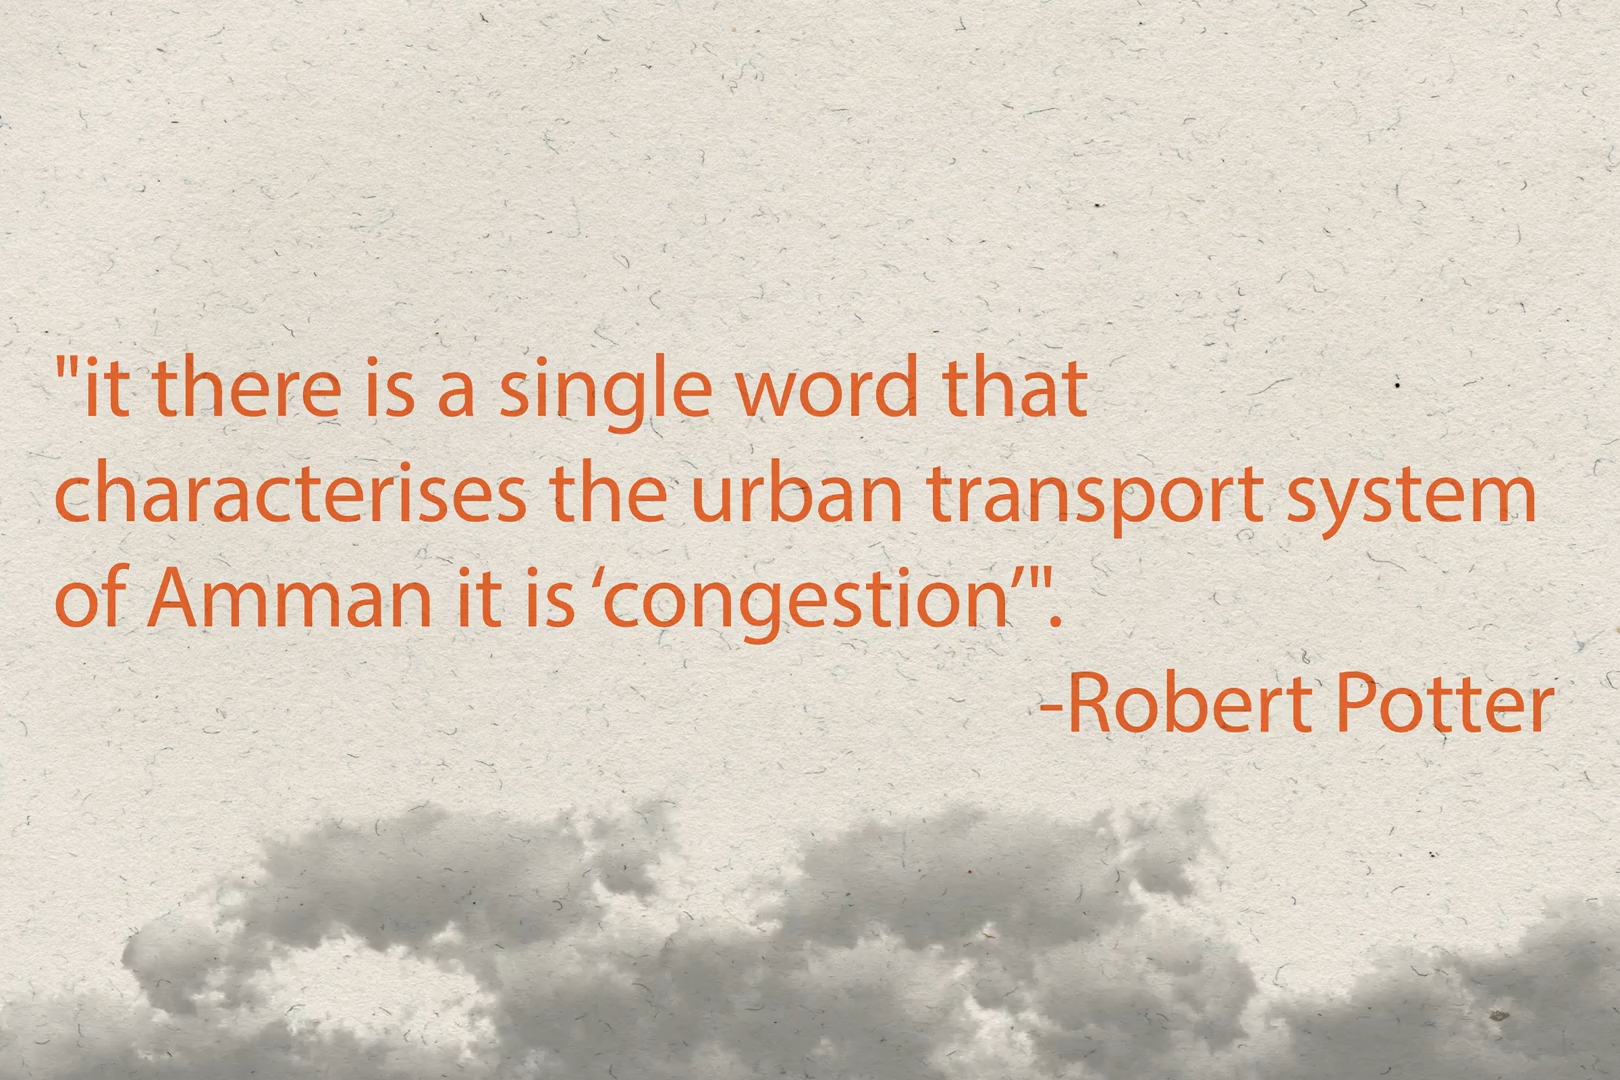 "it there is a single word that
characterises the urban transport system
of Amman it is ‘congestion’".
-Robert Potter